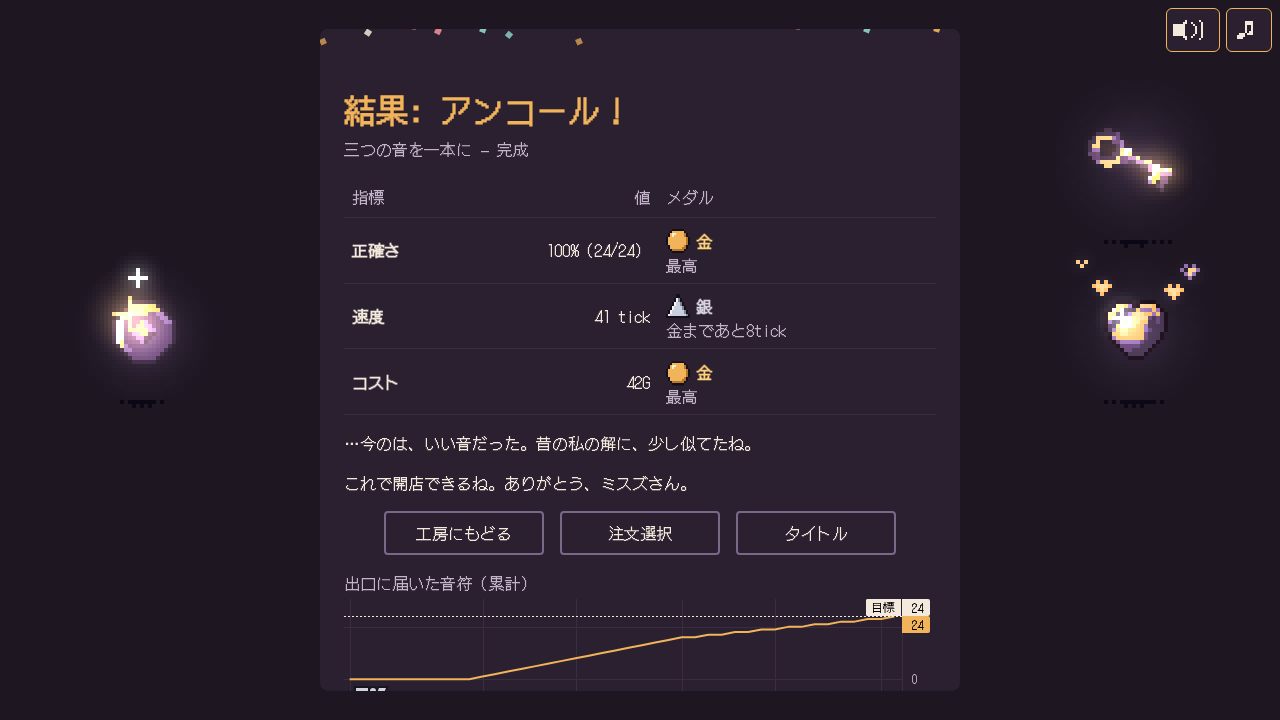 結果: アンコール！
三つの音を一本に – 完成
指標 値 メダル
正確さ 100% (24/24) 金
最高
速度 41 tick 銀
金まであと8tick
コスト 42G 金
最高
…今のは、いい音だった。昔の私の解に、少し似てたね。
これで開店できるね。ありがとう、ミスズさん。
工房にもどる 注文選択 タイトル
出口に届いた音符（累計）
目標 24
24
0